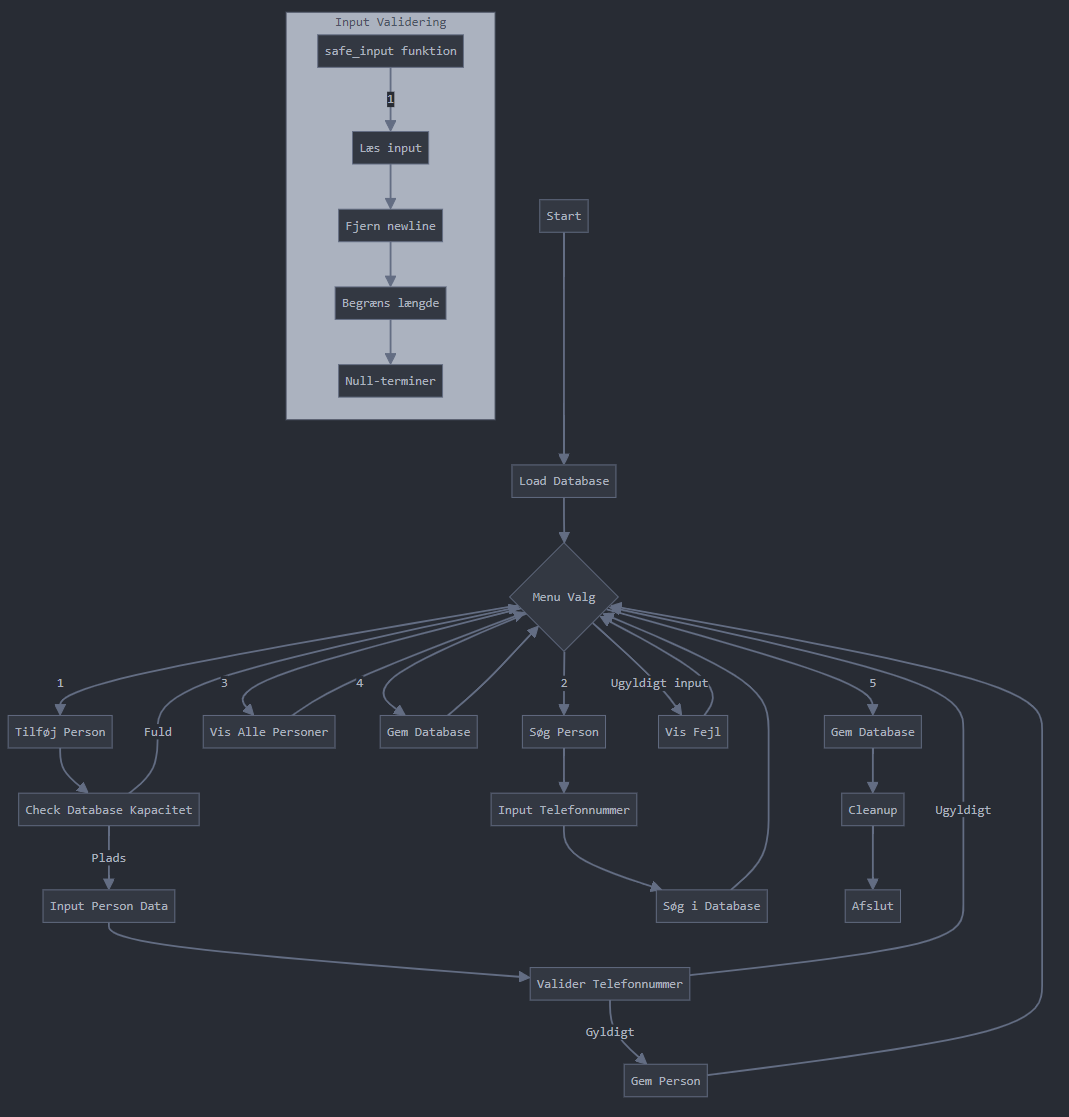 Input Validering
safe_input funktion
1
Læs input
Fjern newline
Begræns længde
Null-terminer
Start
Load Database
Menu Valg
1
3
4
2
Ugyldigt input
5
Tilføj Person
Fuld
Vis Alle Personer
Gem Database
Søg Person
Vis Fejl
Gem Database
Check Database Kapacitet
Input Telefonnummer
Cleanup
Ugyldigt
Plads
Input Person Data
Søg i Database
Afslut
Valider Telefonnummer
Gyldigt
Gem Person